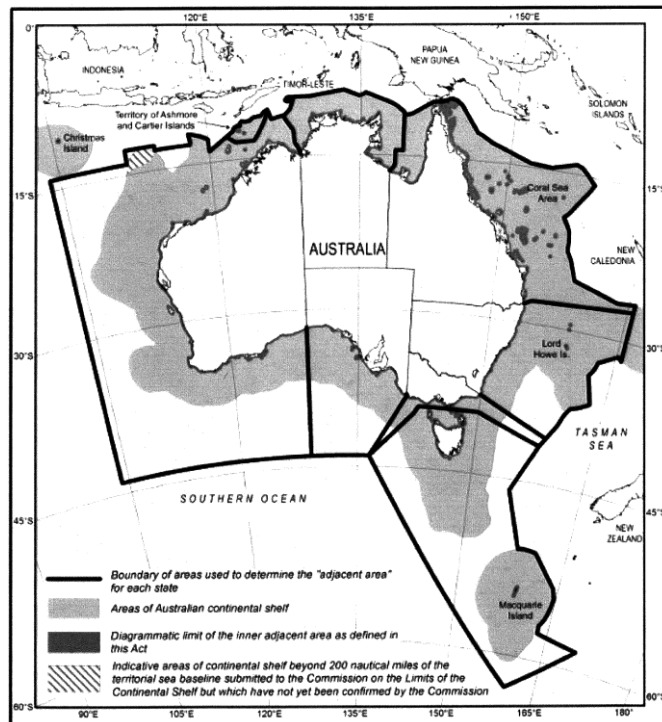 120°E 135°E 150°E
0°
INDONESIA
PAPUA
NEW GUINEA
TIMOR-LESTE
Territory of Ashmore
and Cartier Islands
SOLOMON
ISLANDS
Christmas
Island
15°S
15°S
Coral Sea
Area
AUSTRALIA
NEW
CALEDONIA
30°S
30°S
Lord
Howe Is.
TASMAN
SEA
SOUTHERN OCEAN
45°S
45°S
NEW
ZEALAND
Macquarie
Island
Boundary of areas used to determine the "adjacent area"
for each state
Areas of Australian continental shelf
Diagrammatic limit of the inner adjacent area as defined in
this Act
Indicative areas of continental shelf beyond 200 nautical miles of the
territorial sea baseline submitted to the Commission on the Limits of the
Continental Shelf but which have not yet been confirmed by the Commission
60°S
60°S
90°E 105°E 120°E 135°E 150°E 165°E 180°E